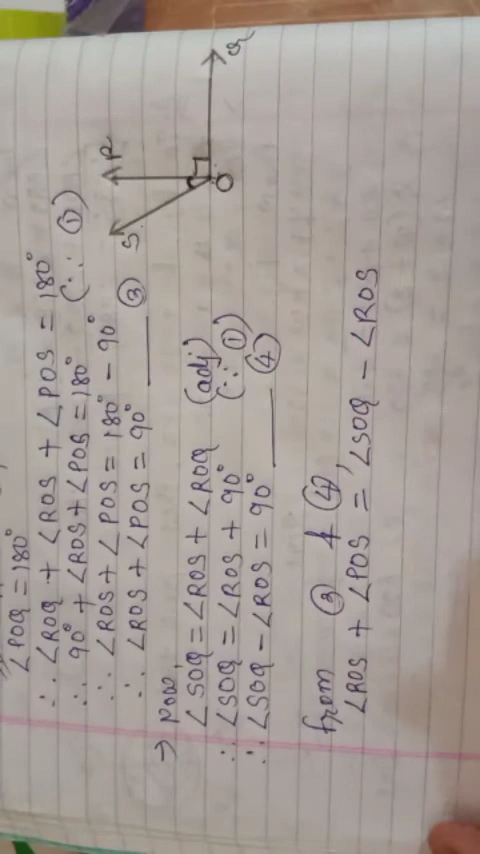 ∠POQ = 180°
∴ ∠ROQ + ∠ROS + ∠POS = 180°
∴ 90° + ∠ROS + ∠POS = 180° (∵ ①)
∴ ∠ROS + ∠POS = 180° - 90°
∴ ∠ROS + ∠POS = 90° ——— ③
→ Now,
∠SOQ = ∠ROS + ∠ROQ (adj)
∴ ∠SOQ = ∠ROS + 90° (∵ ①)
∴ ∠SOQ - ∠ROS = 90° ——— ④
from ③ & ④,
∠ROS + ∠POS = ∠SOQ - ∠ROS
S
R
O
Q